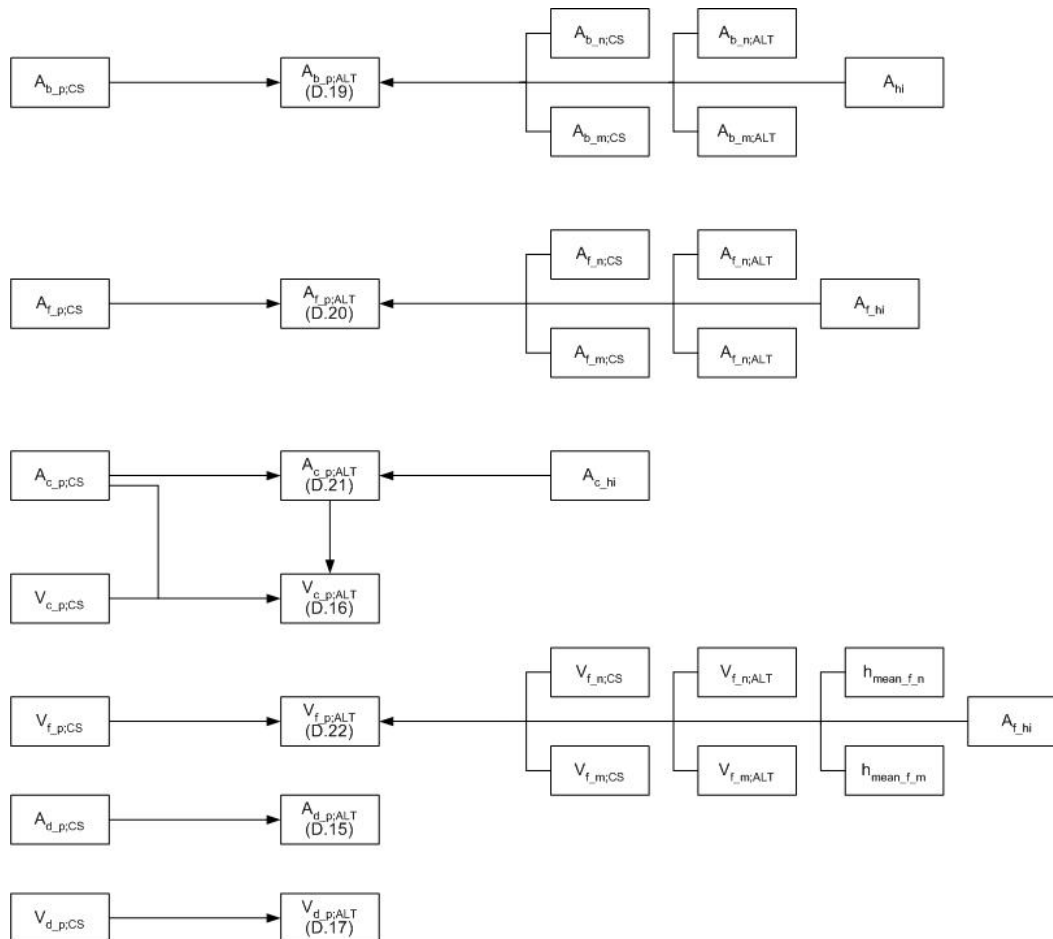 A_b_n;CS A_b_n;ALT
A_b_p;CS A_b_p;ALT A_hi
(D.19)
A_b_m;CS A_b_m;ALT
A_f_n;CS A_f_n;ALT
A_f_p;CS A_f_p;ALT A_f_hi
(D.20)
A_f_m;CS A_f_n;ALT
A_c_p;CS A_c_p;ALT A_c_hi
(D.21)
V_c_p;CS V_c_p;ALT
(D.16)
V_f_n;CS V_f_n;ALT h_mean_f_n
V_f_p;CS V_f_p;ALT A_f_hi
(D.22)
V_f_m;CS V_f_m;ALT h_mean_f_m
A_d_p;CS A_d_p;ALT
(D.15)
V_d_p;CS V_d_p;ALT
(D.17)